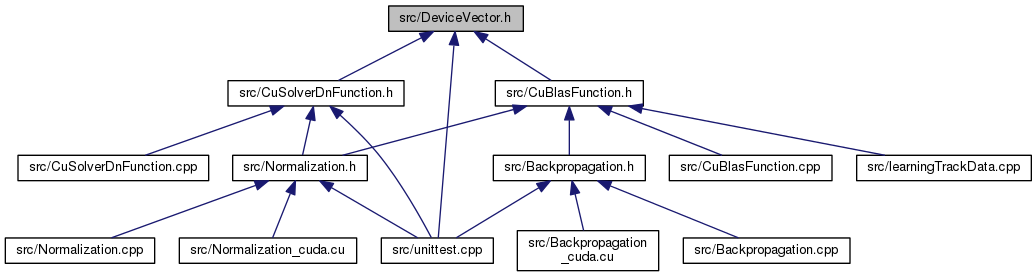 src/DeviceVector.h
src/CuSolverDnFunction.h
src/CuBlasFunction.h
src/CuSolverDnFunction.cpp
src/Normalization.h
src/Backpropagation.h
src/CuBlasFunction.cpp
src/learningTrackData.cpp
src/Normalization.cpp
src/Normalization_cuda.cu
src/unittest.cpp
src/Backpropagation
_cuda.cu
src/Backpropagation.cpp